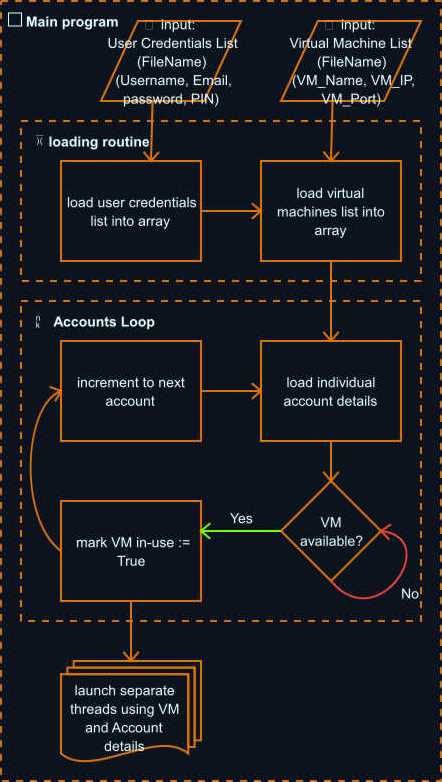 Main program
Input:
User Credentials List
(FileName)
(Username, Email,
password, PIN)
Input:
Virtual Machine List
(FileName)
(VM_Name, VM_IP,
VM_Port)
loading routine
load user credentials
list into array
load virtual
machines list into
array
Accounts Loop
increment to next
account
load individual
account details
mark VM in-use :=
True
Yes
VM
available?
No
launch separate
threads using VM
and Account
details